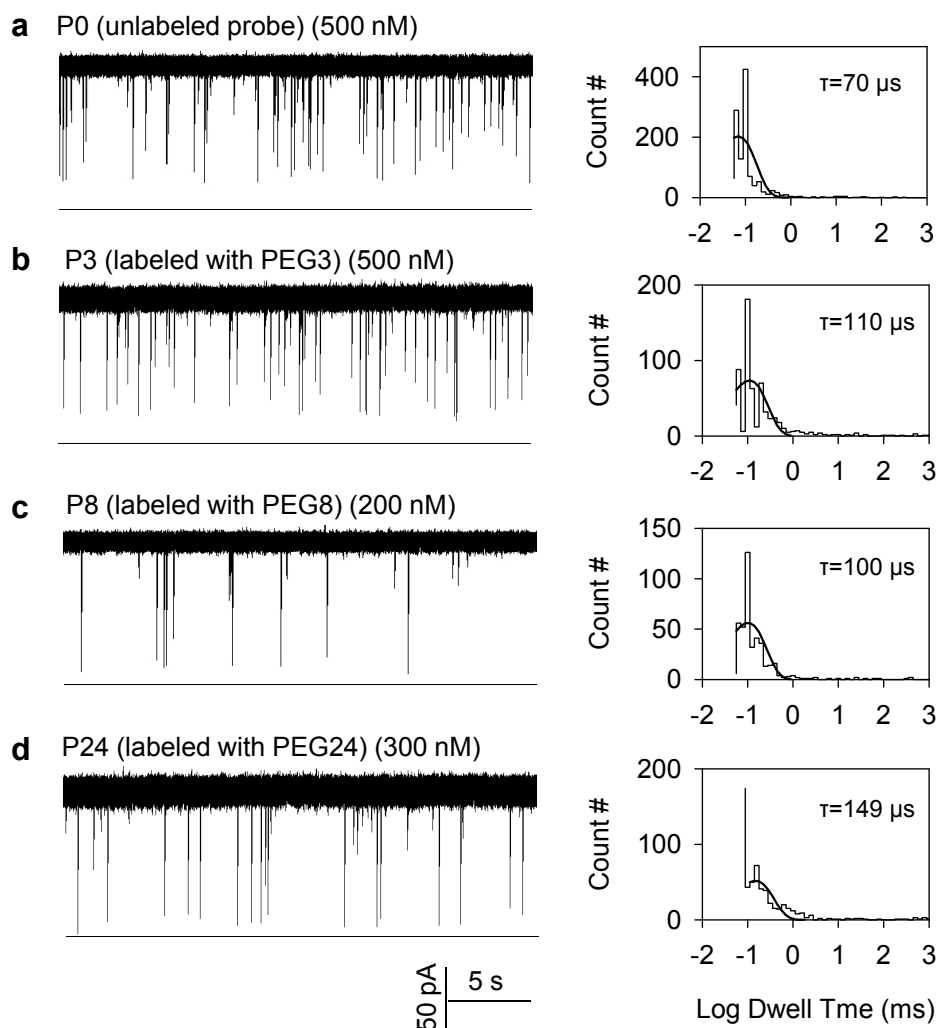 a P0 (unlabeled probe) (500 nM)
400
200
0
Count #
τ=70 µs
-2 -1 0 1 2 3
b P3 (labeled with PEG3) (500 nM)
200
100
0
Count #
τ=110 µs
-2 -1 0 1 2 3
c P8 (labeled with PEG8) (200 nM)
150
100
50
0
Count #
τ=100 µs
-2 -1 0 1 2 3
d P24 (labeled with PEG24) (300 nM)
200
100
0
Count #
τ=149 µs
-2 -1 0 1 2 3
50 pA
5 s
Log Dwell Tme (ms)